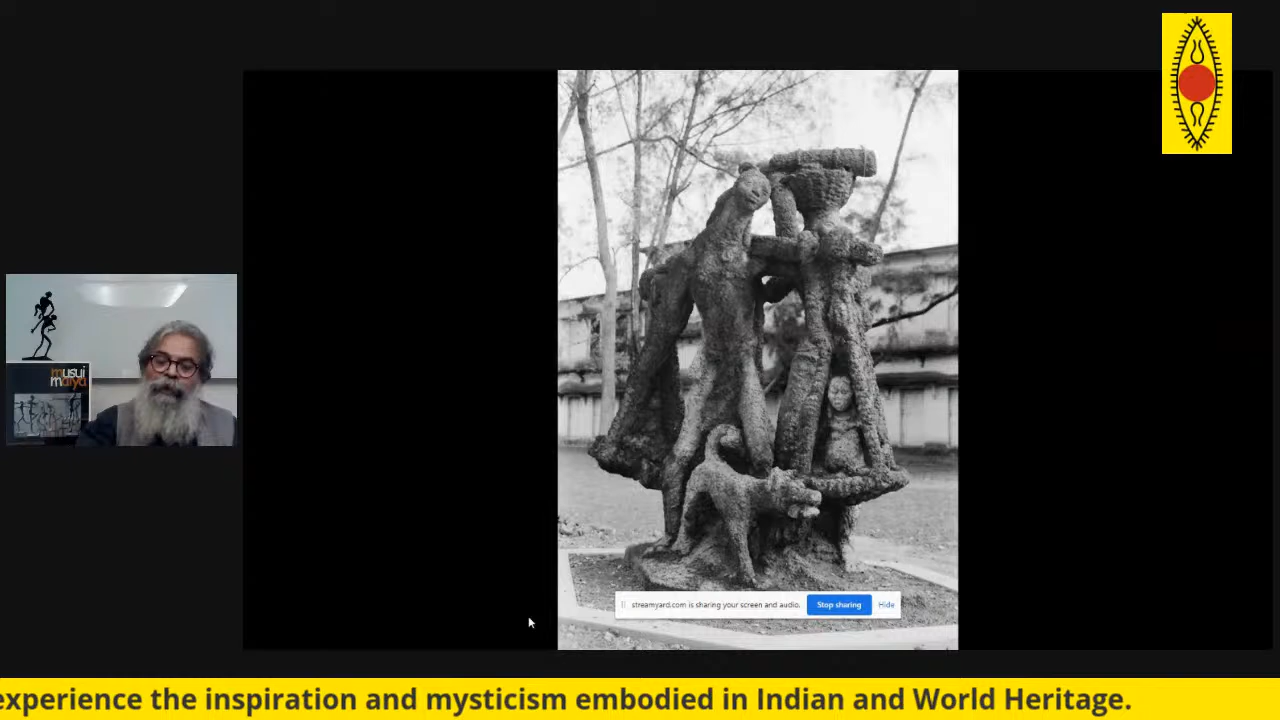 musui
maiya
streamyard.com is sharing your screen and audio.
Stop sharing
Hide
experience the inspiration and mysticism embodied in Indian and World Heritage.